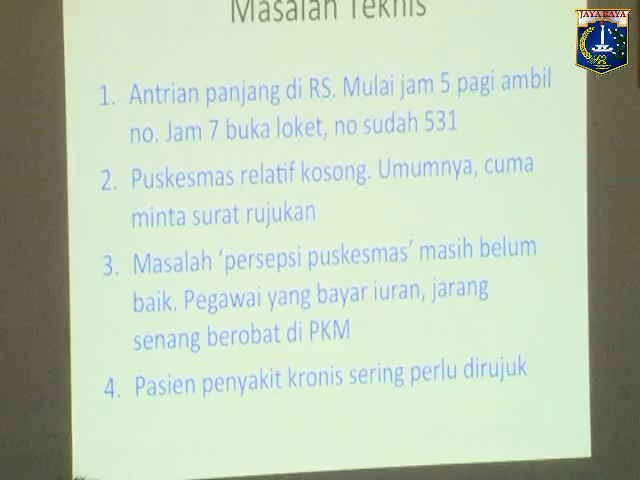 JAYA RAYA
Masalah Teknis
1. Antrian panjang di RS. Mulai jam 5 pagi ambil
no. Jam 7 buka loket, no sudah 531
2. Puskesmas relatif kosong. Umumnya, cuma
minta surat rujukan
3. Masalah ‘persepsi puskesmas’ masih belum
baik. Pegawai yang bayar iuran, jarang
senang berobat di PKM
4. Pasien penyakit kronis sering perlu dirujuk